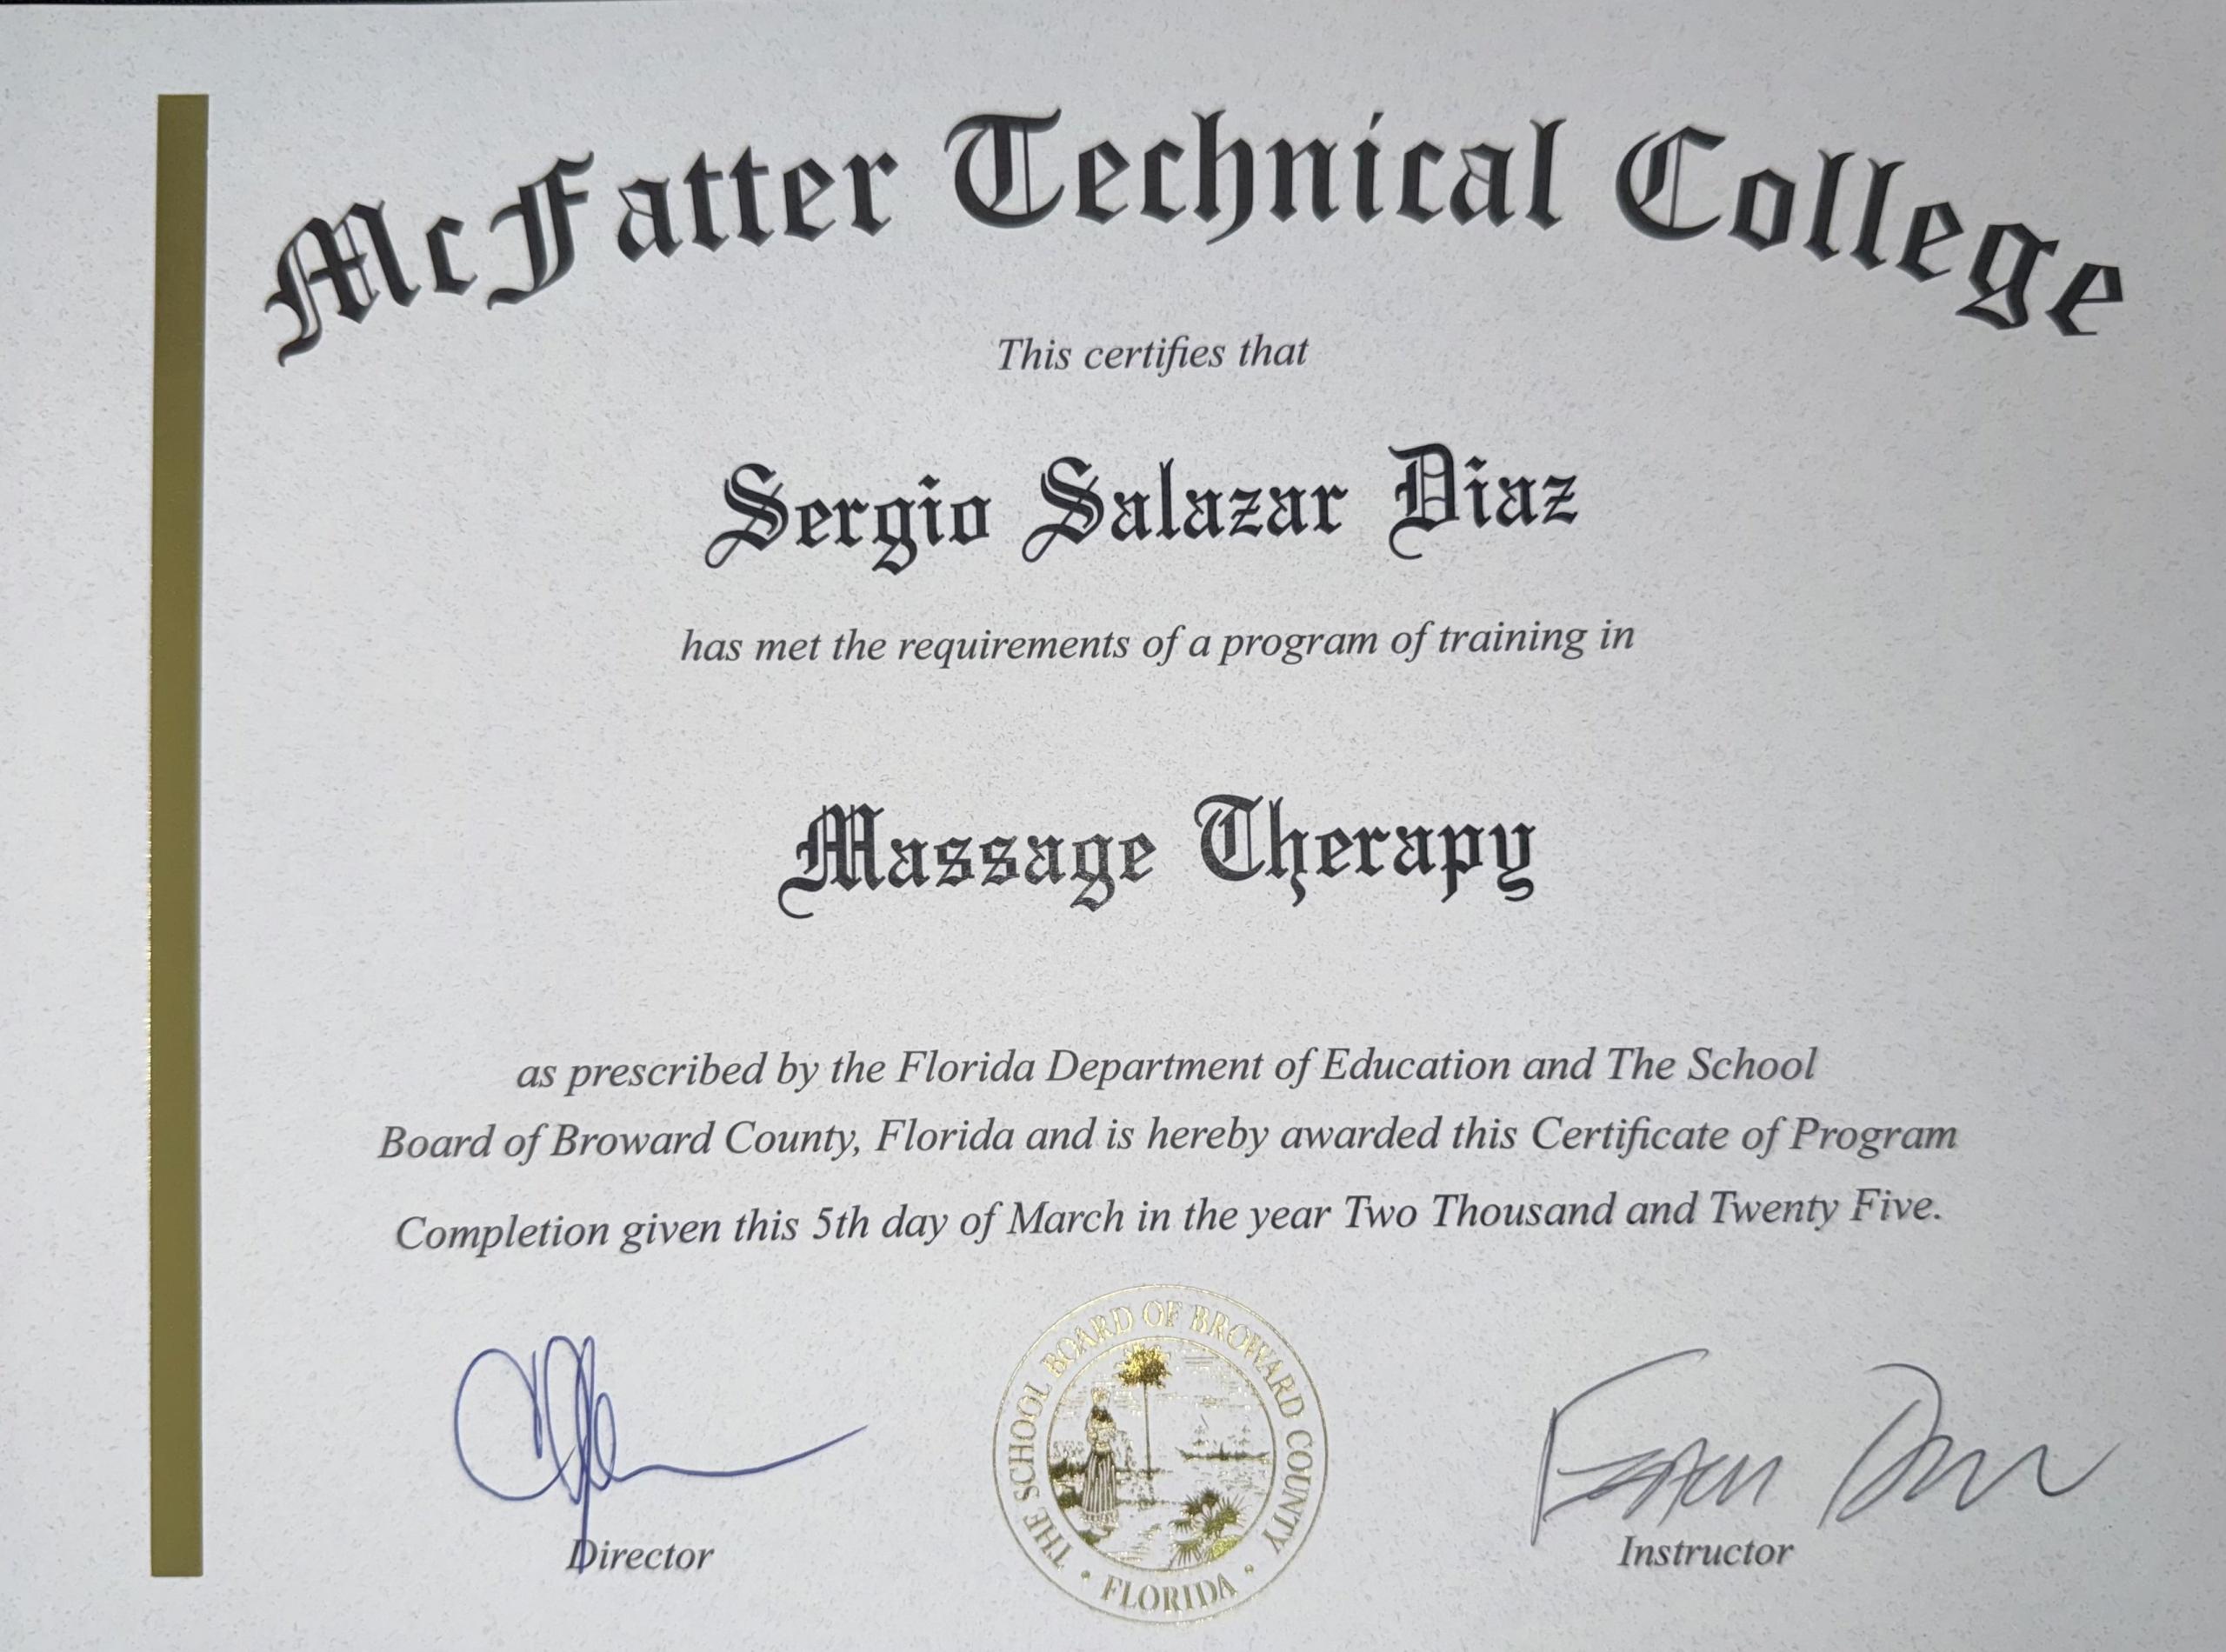 McFatter Technical College
This certifies that
Sergio Salazar Diaz
has met the requirements of a program of training in
Massage Therapy
as prescribed by the Florida Department of Education and The School
Board of Broward County, Florida and is hereby awarded this Certificate of Program
Completion given this 5th day of March in the year Two Thousand and Twenty Five.
THE SCHOOL BOARD OF BROWARD COUNTY
• FLORIDA •
Director
Instructor